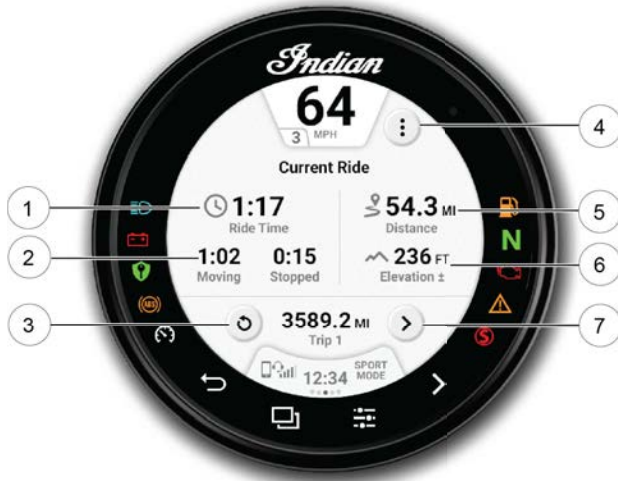 Indian
64
3 MPH
4
Current Ride
1
1:17
Ride Time
54.3 MI
Distance
5
2
1:02
Moving
0:15
Stopped
236 FT
Elevation ±
6
N
ABS
3
3589.2 MI
Trip 1
7
12:34
SPORT
MODE
S